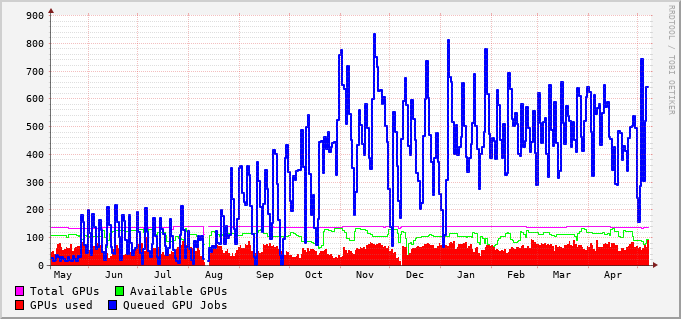 900
800
700
600
500
400
300
200
100
0
May Jun Jul Aug Sep Oct Nov Dec Jan Feb Mar Apr
RRDTOOL / TOBI OETIKER
Total GPUs Available GPUs
GPUs used Queued GPU Jobs